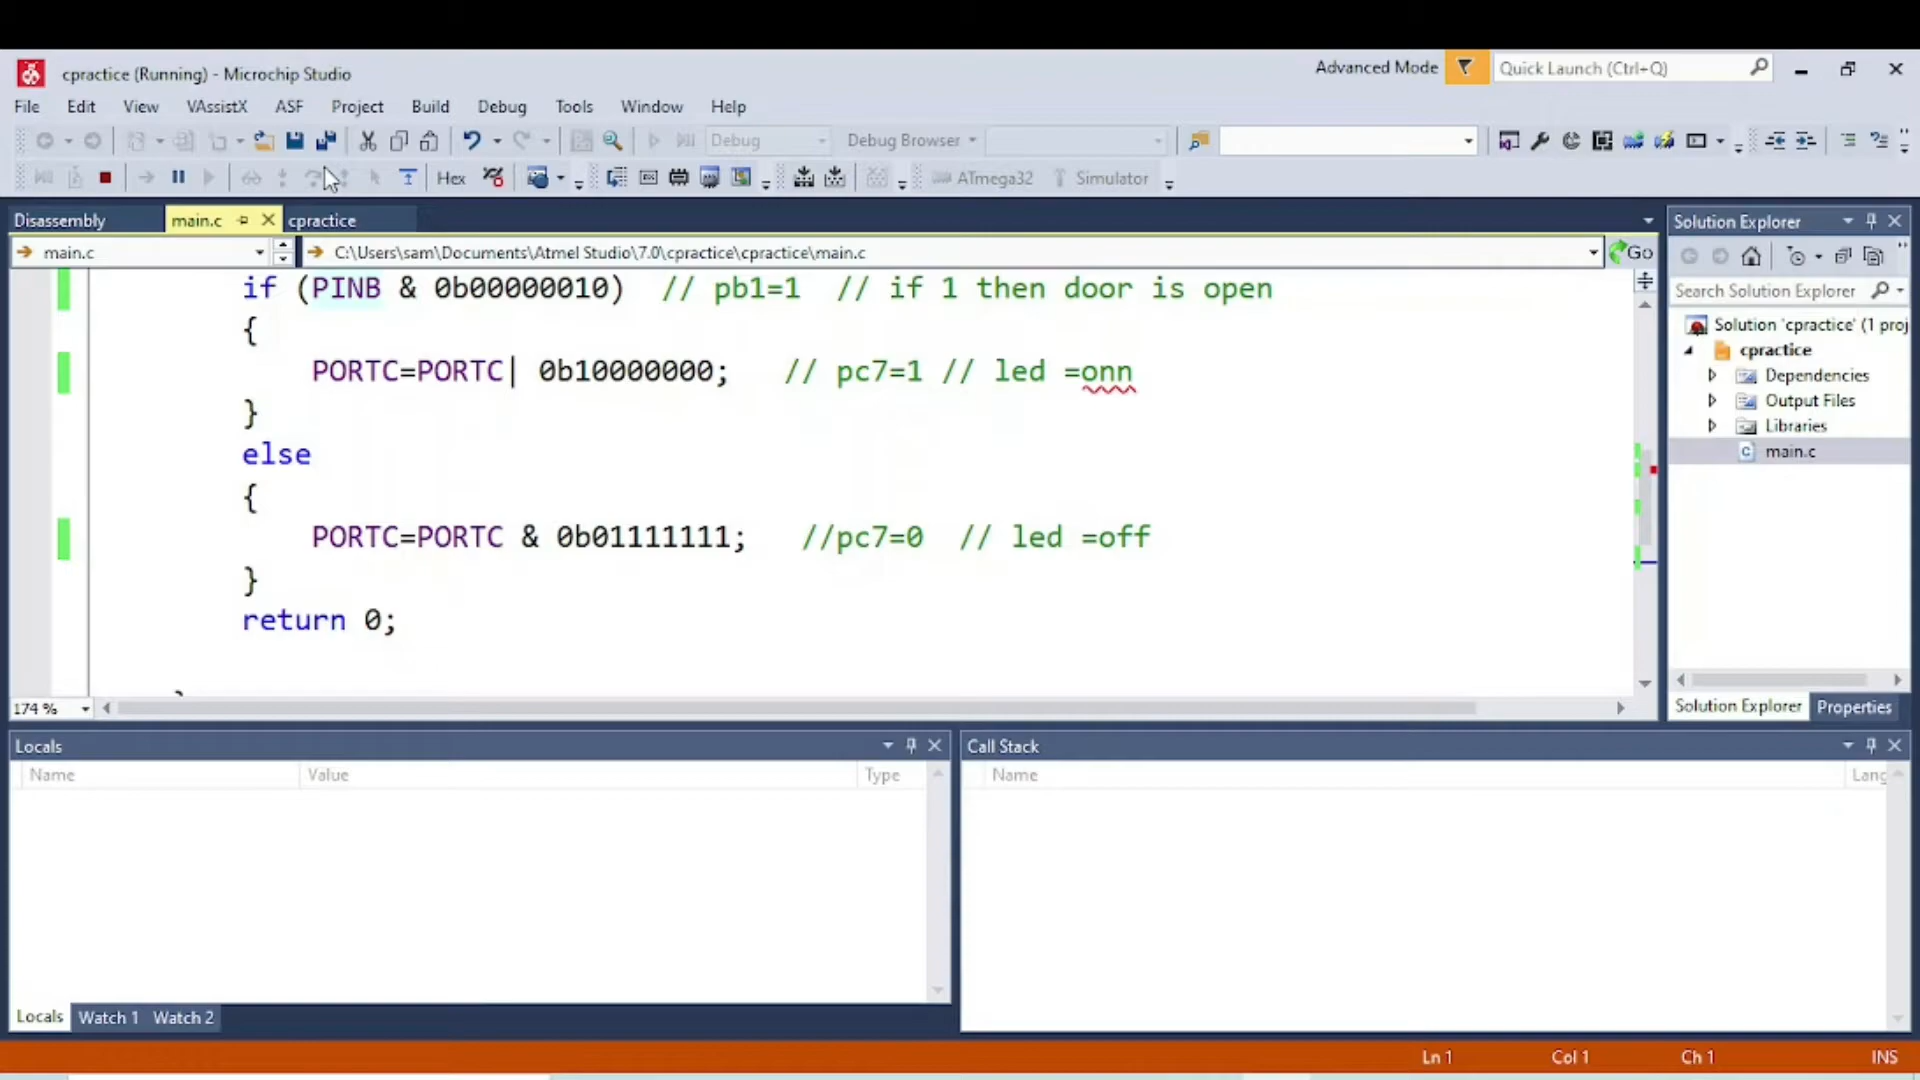 cpractice (Running) - Microchip Studio
Advanced Mode
Quick Launch (Ctrl+Q)
File Edit View VAssistX ASF Project Build Debug Tools Window Help
Debug
Debug Browser
Hex
ATmega32
Simulator
Disassembly
main.c
cpractice
main.c
C:\Users\sam\Documents\Atmel Studio\7.0\cpractice\cpractice\main.c
Go
if (PINB & 0b00000010) // pb1=1 // if 1 then door is open
{
PORTC=PORTC| 0b10000000; // pc7=1 // led =onn
}
else
{
PORTC=PORTC & 0b01111111; //pc7=0 // led =off
}
return 0;
174 %
Solution Explorer
Search Solution Explorer
Solution 'cpractice' (1 proj
cpractice
Dependencies
Output Files
Libraries
main.c
Solution Explorer Properties
Locals
Name Value Type
Locals Watch 1 Watch 2
Call Stack
Name Lang
Ln 1 Col 1 Ch 1 INS